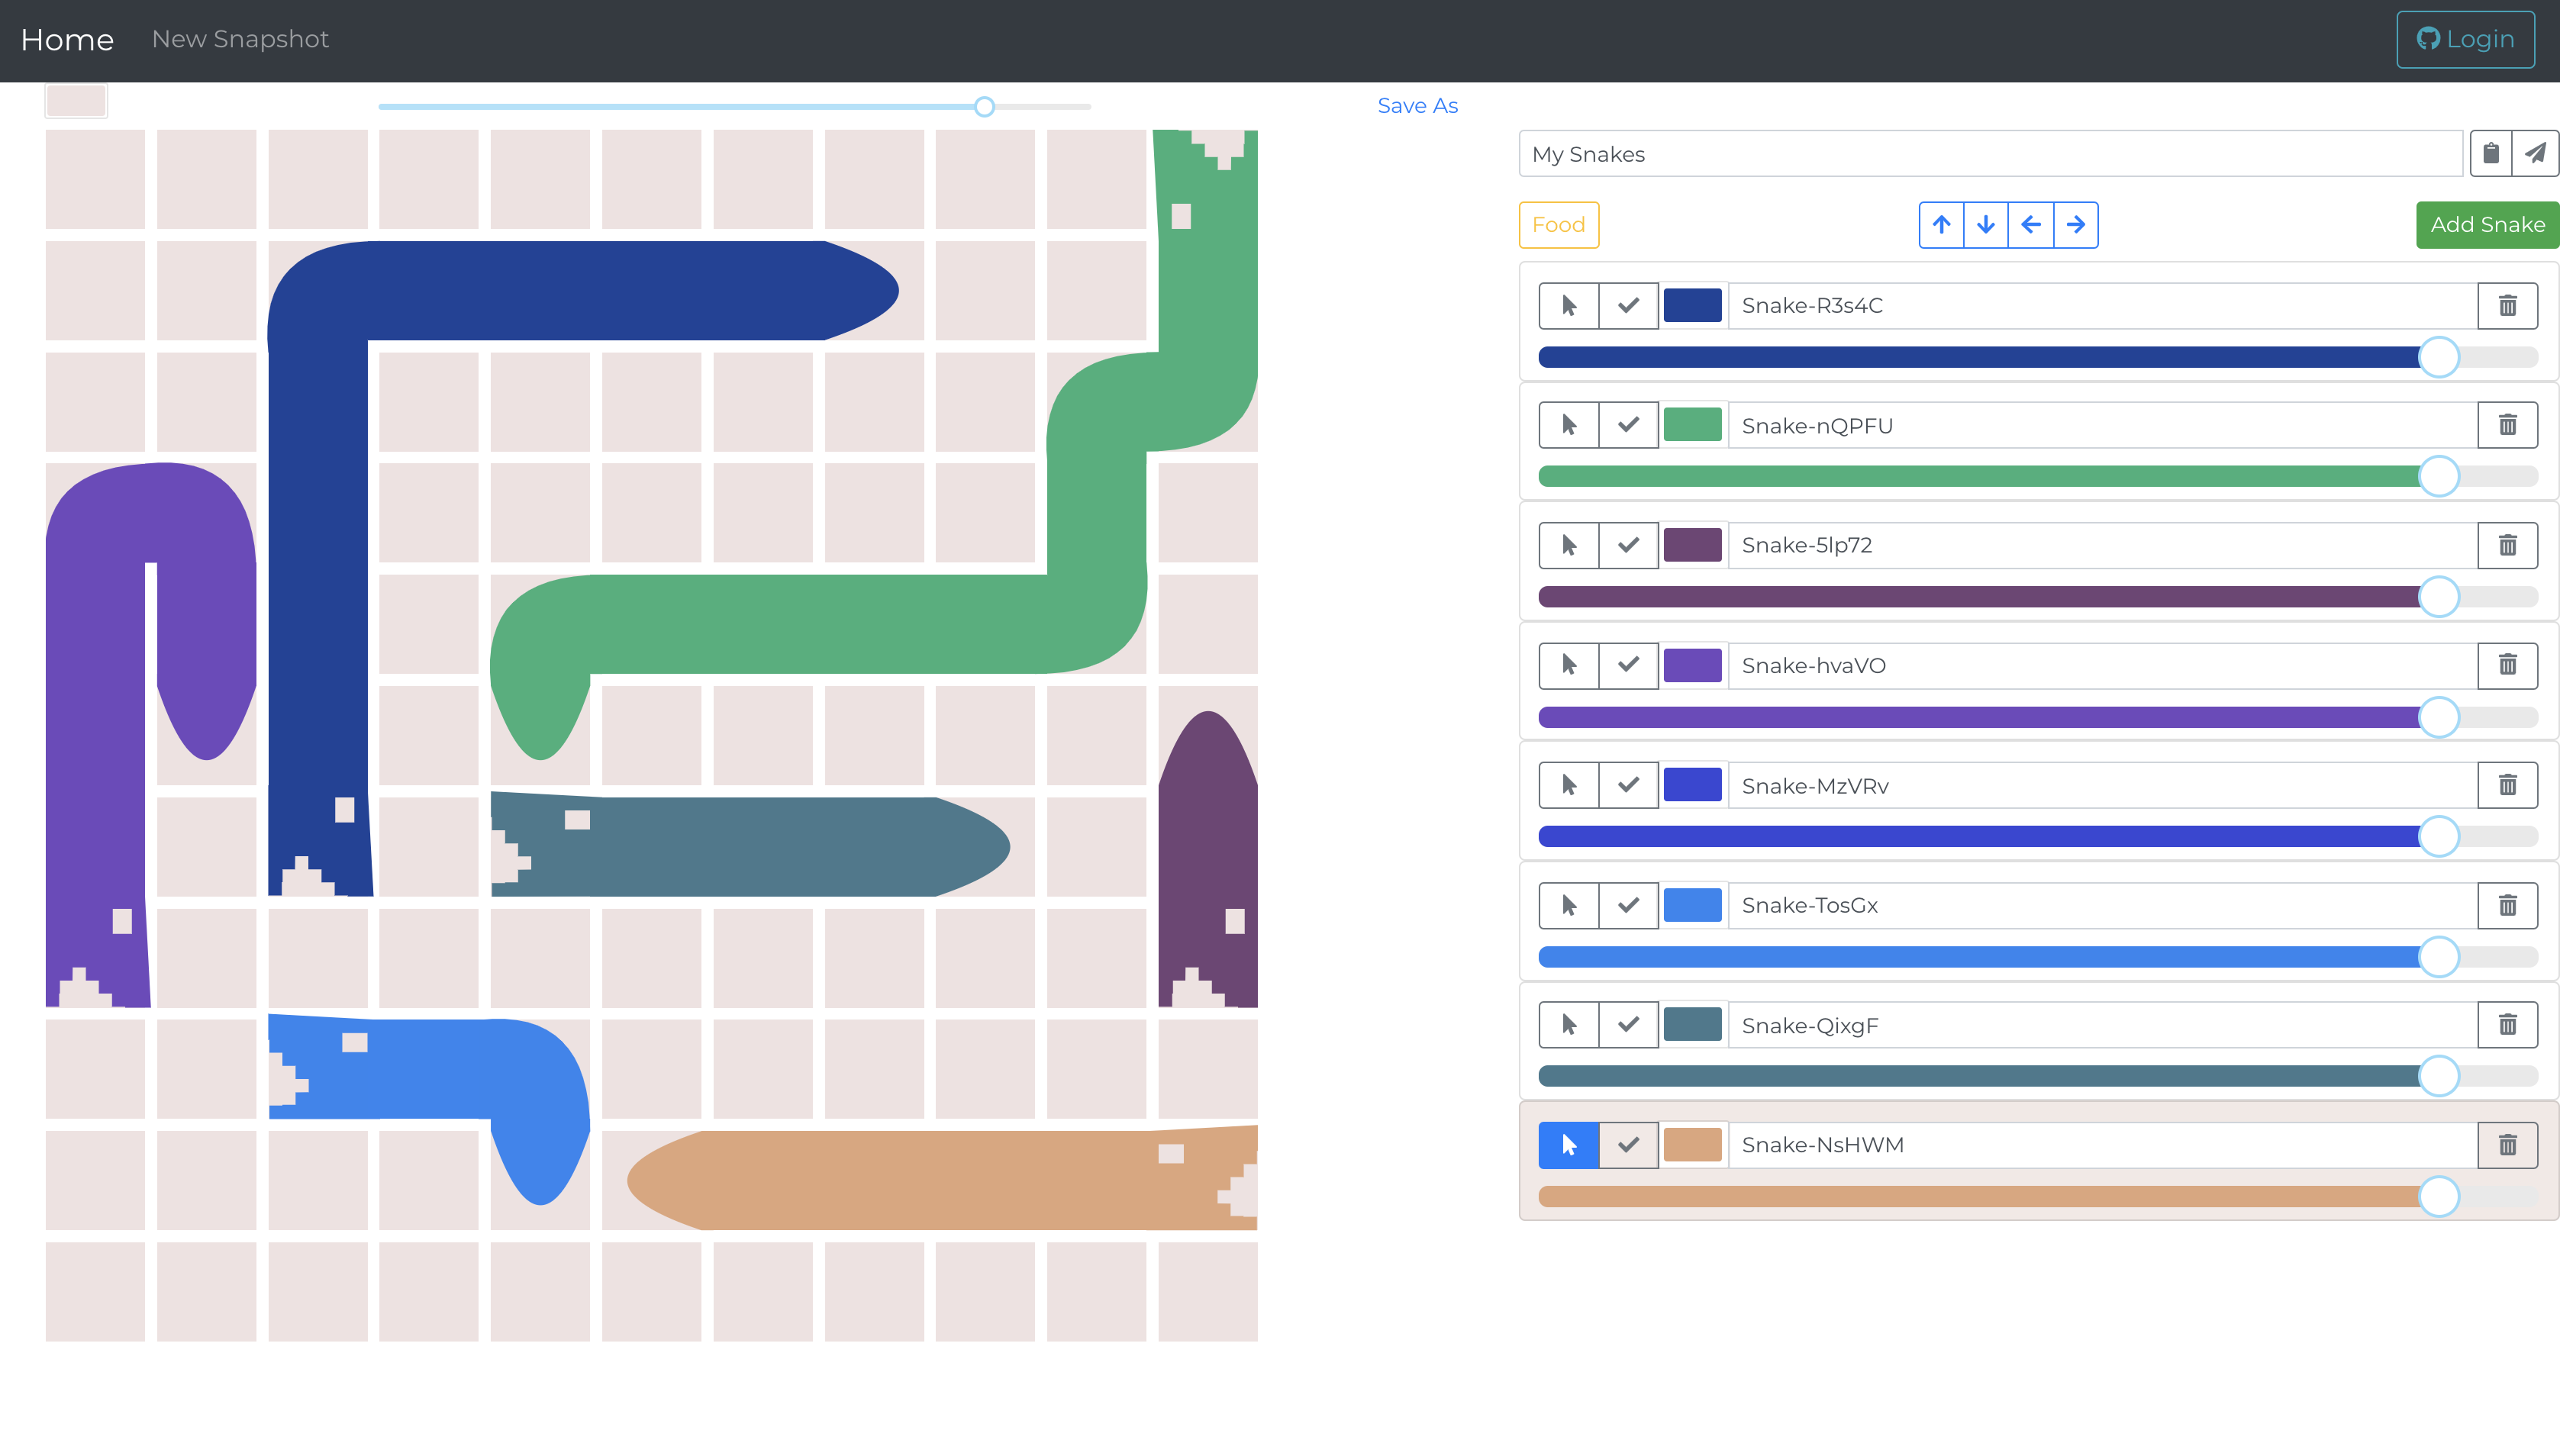 Home New Snapshot Login
Save As
My Snakes
Food Add Snake
Snake-R3s4C
Snake-nQPFU
Snake-5lp72
Snake-hvaVO
Snake-MzVRv
Snake-TosGx
Snake-QixgF
Snake-NsHWM